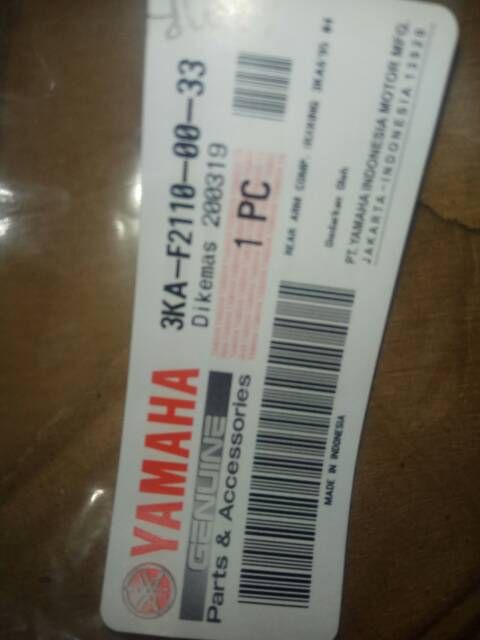 YAMAHA
GENUINE
Parts & Accessories
3KA-F2110-00-33
Dikemas 200319
1 PC
REAR ARM COMP.
Diedarkan Oleh
PT. YAMAHA INDONESIA MOTOR MFG.
JAKARTA-INDONESIA 13920
MADE IN INDONESIA